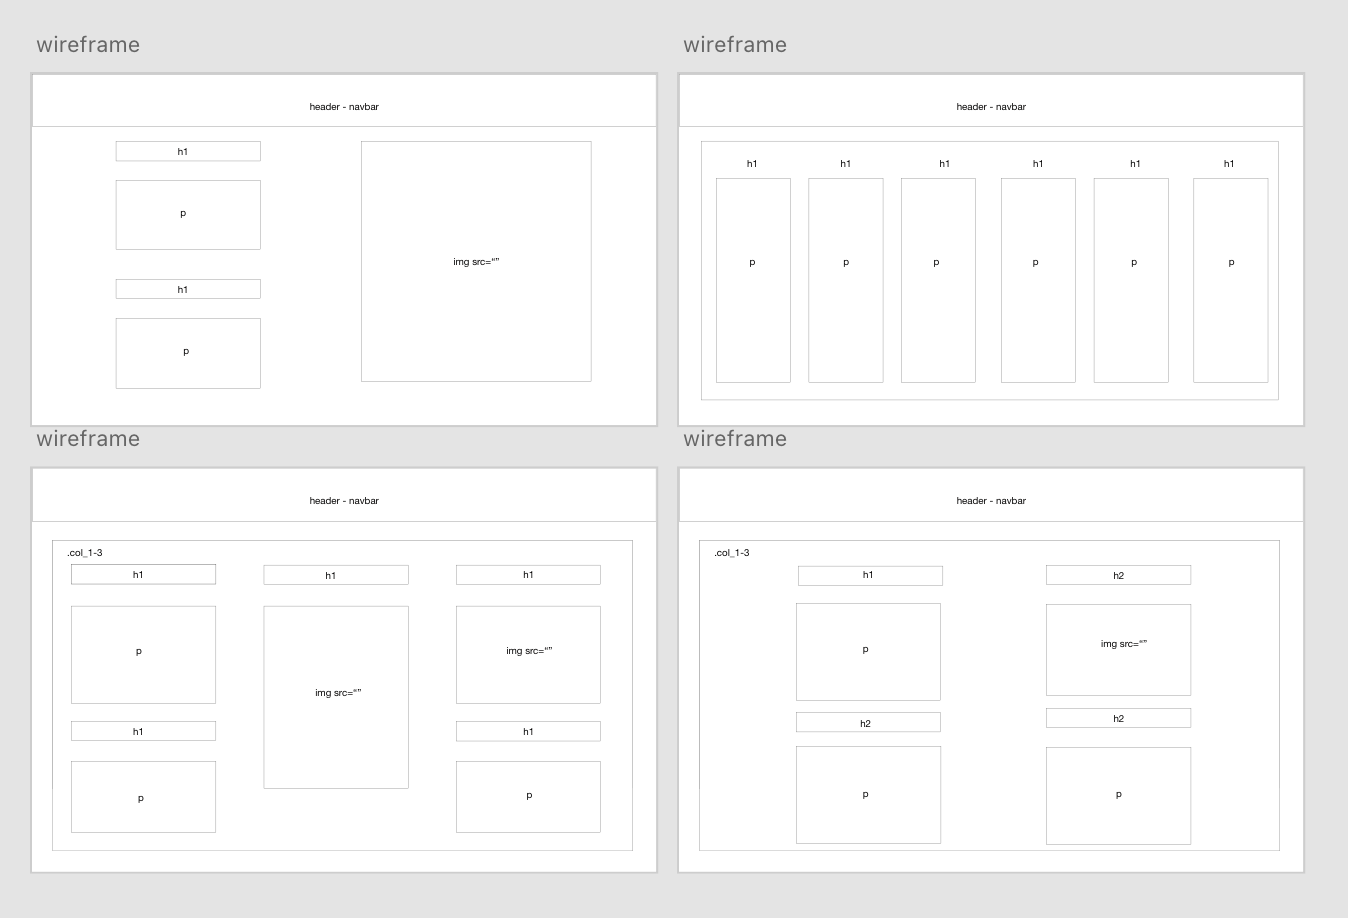 wireframe
header - navbar
h1
p
h1
p
img src=“”
wireframe
header - navbar
h1 h1 h1 h1 h1 h1
p p p p p p
wireframe
header - navbar
.col_1-3
h1 h1 h1
p
img src=“”
img src=“”
h1 h1
p p
wireframe
header - navbar
.col_1-3
h1 h2
p img src=“”
h2 h2
p p